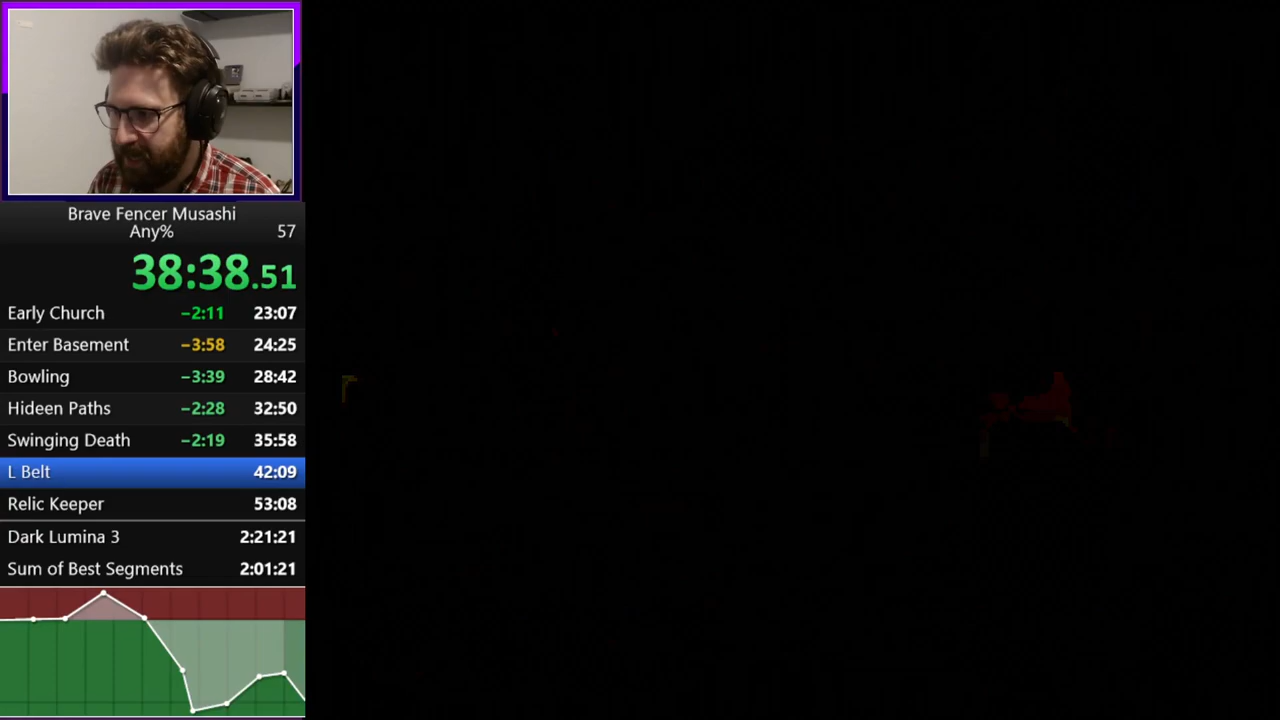 Brave Fencer Musashi
Any% 57
38:38.51
Early Church -2:11 23:07
Enter Basement -3:58 24:25
Bowling -3:39 28:42
Hideen Paths -2:28 32:50
Swinging Death -2:19 35:58
L Belt 42:09
Relic Keeper 53:08
Dark Lumina 3 2:21:21
Sum of Best Segments 2:01:21